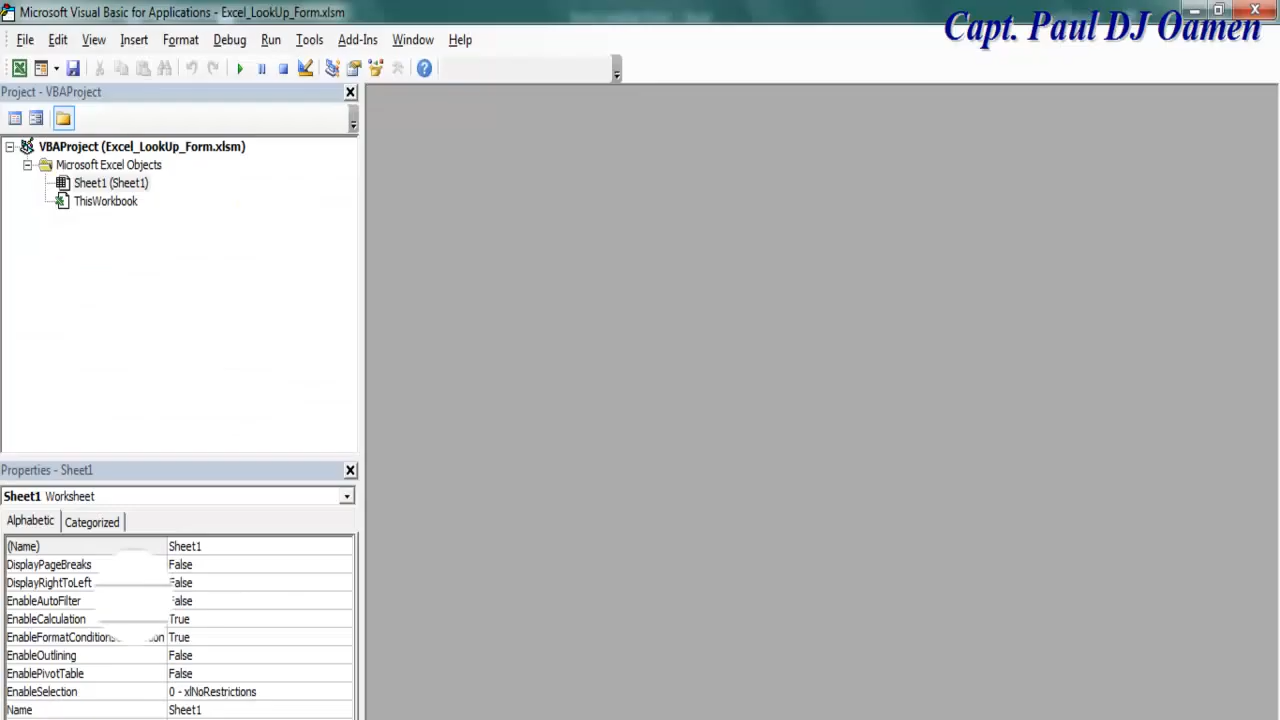 Microsoft Visual Basic for Applications - Excel_LookUp_Form.xlsm
Capt. Paul DJ Oamen
File Edit View Insert Format Debug Run Tools Add-Ins Window Help
Project - VBAProject
VBAProject (Excel_LookUp_Form.xlsm)
Microsoft Excel Objects
Sheet1 (Sheet1)
ThisWorkbook
Properties - Sheet1
Sheet1 Worksheet
Alphabetic Categorized
(Name) Sheet1
DisplayPageBreaks False
DisplayRightToLeft False
EnableAutoFilter False
EnableCalculation True
True
EnableOutlining False
EnablePivotTable False
EnableSelection 0 - xlNoRestrictions
Name Sheet1